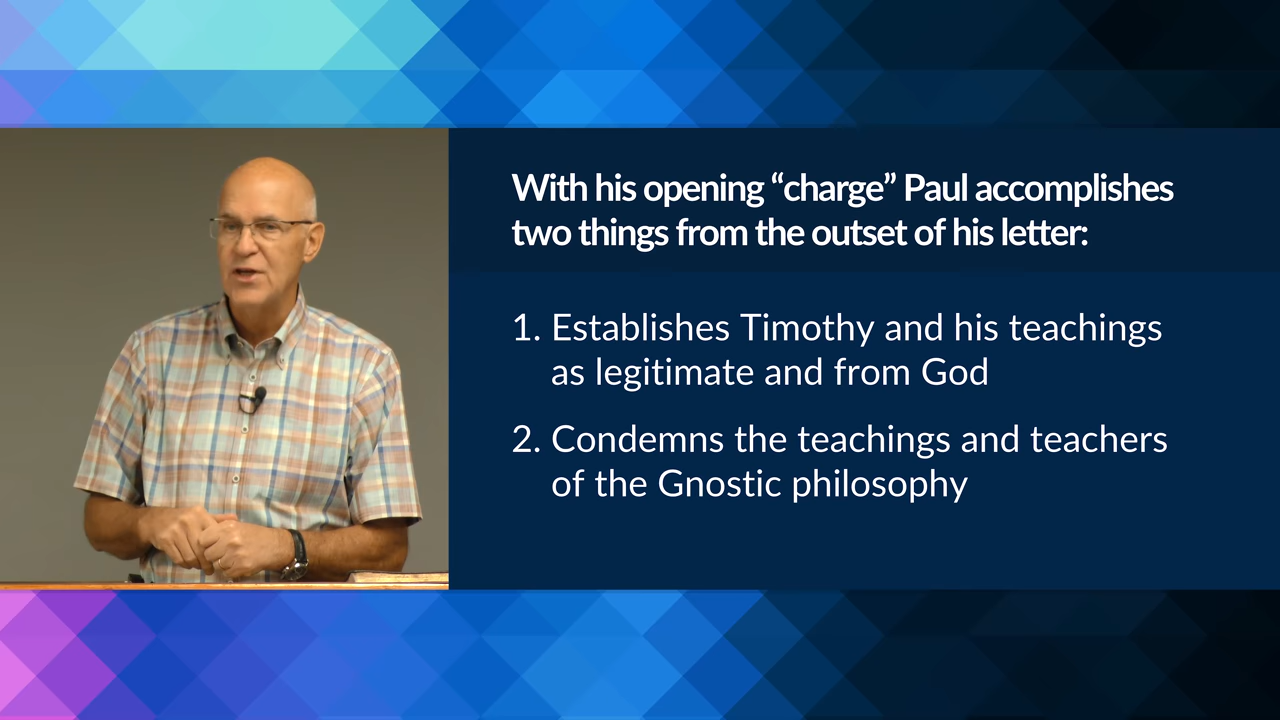 With his opening “charge” Paul accomplishes
two things from the outset of his letter:
1. Establishes Timothy and his teachings
as legitimate and from God
2. Condemns the teachings and teachers
of the Gnostic philosophy